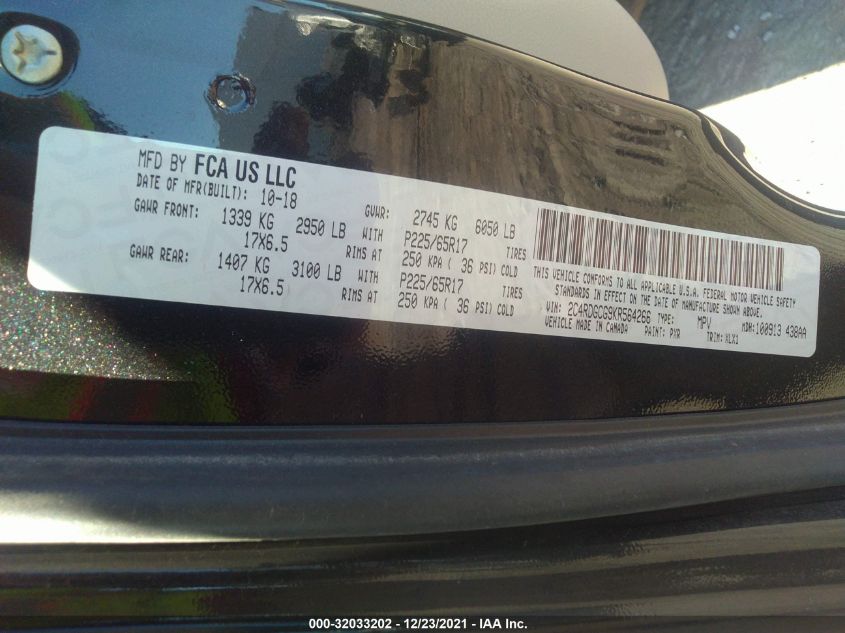 MFD BY FCA US LLC
DATE OF MFR(BUILT): 10-18
GAWR FRONT: 1339 KG 2950 LB WITH
17X6.5 RIMS AT
GAWR REAR: 1407 KG 3100 LB WITH
17X6.5 RIMS AT
GVWR: 2745 KG 6050 LB
P225/65R17 TIRES
250 KPA ( 36 PSI) COLD
P225/65R17 TIRES
250 KPA ( 36 PSI) COLD
THIS VEHICLE CONFORMS TO ALL APPLICABLE U.S.A. FEDERAL MOTOR VEHICLE SAFETY
STANDARDS IN EFFECT ON THE DATE OF MANUFACTURE SHOWN ABOVE.
VIN: 2C4RDGCG9KR564266 TYPE: MPV MDH:100913 438AA
VEHICLE MADE IN CANADA PAINT: PXR TRIM: XLX1
000-32033202 - 12/23/2021 - IAA Inc.